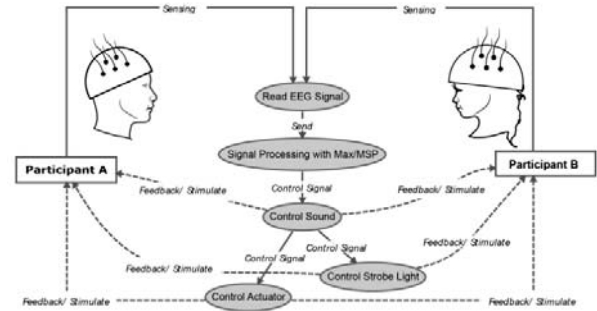 Sensing
Sensing
Read EEG Signal
Send
Signal Processing with Max/MSP
Participant A
Participant B
Control Signal
Feedback/ Stimulate
Feedback/ Stimulate
Control Sound
Control Signal
Control Signal
Feedback/ Stimulate
Feedback/ Stimulate
Control Strobe Light
Feedback/ Stimulate
Control Actuator
Feedback/ Stimulate